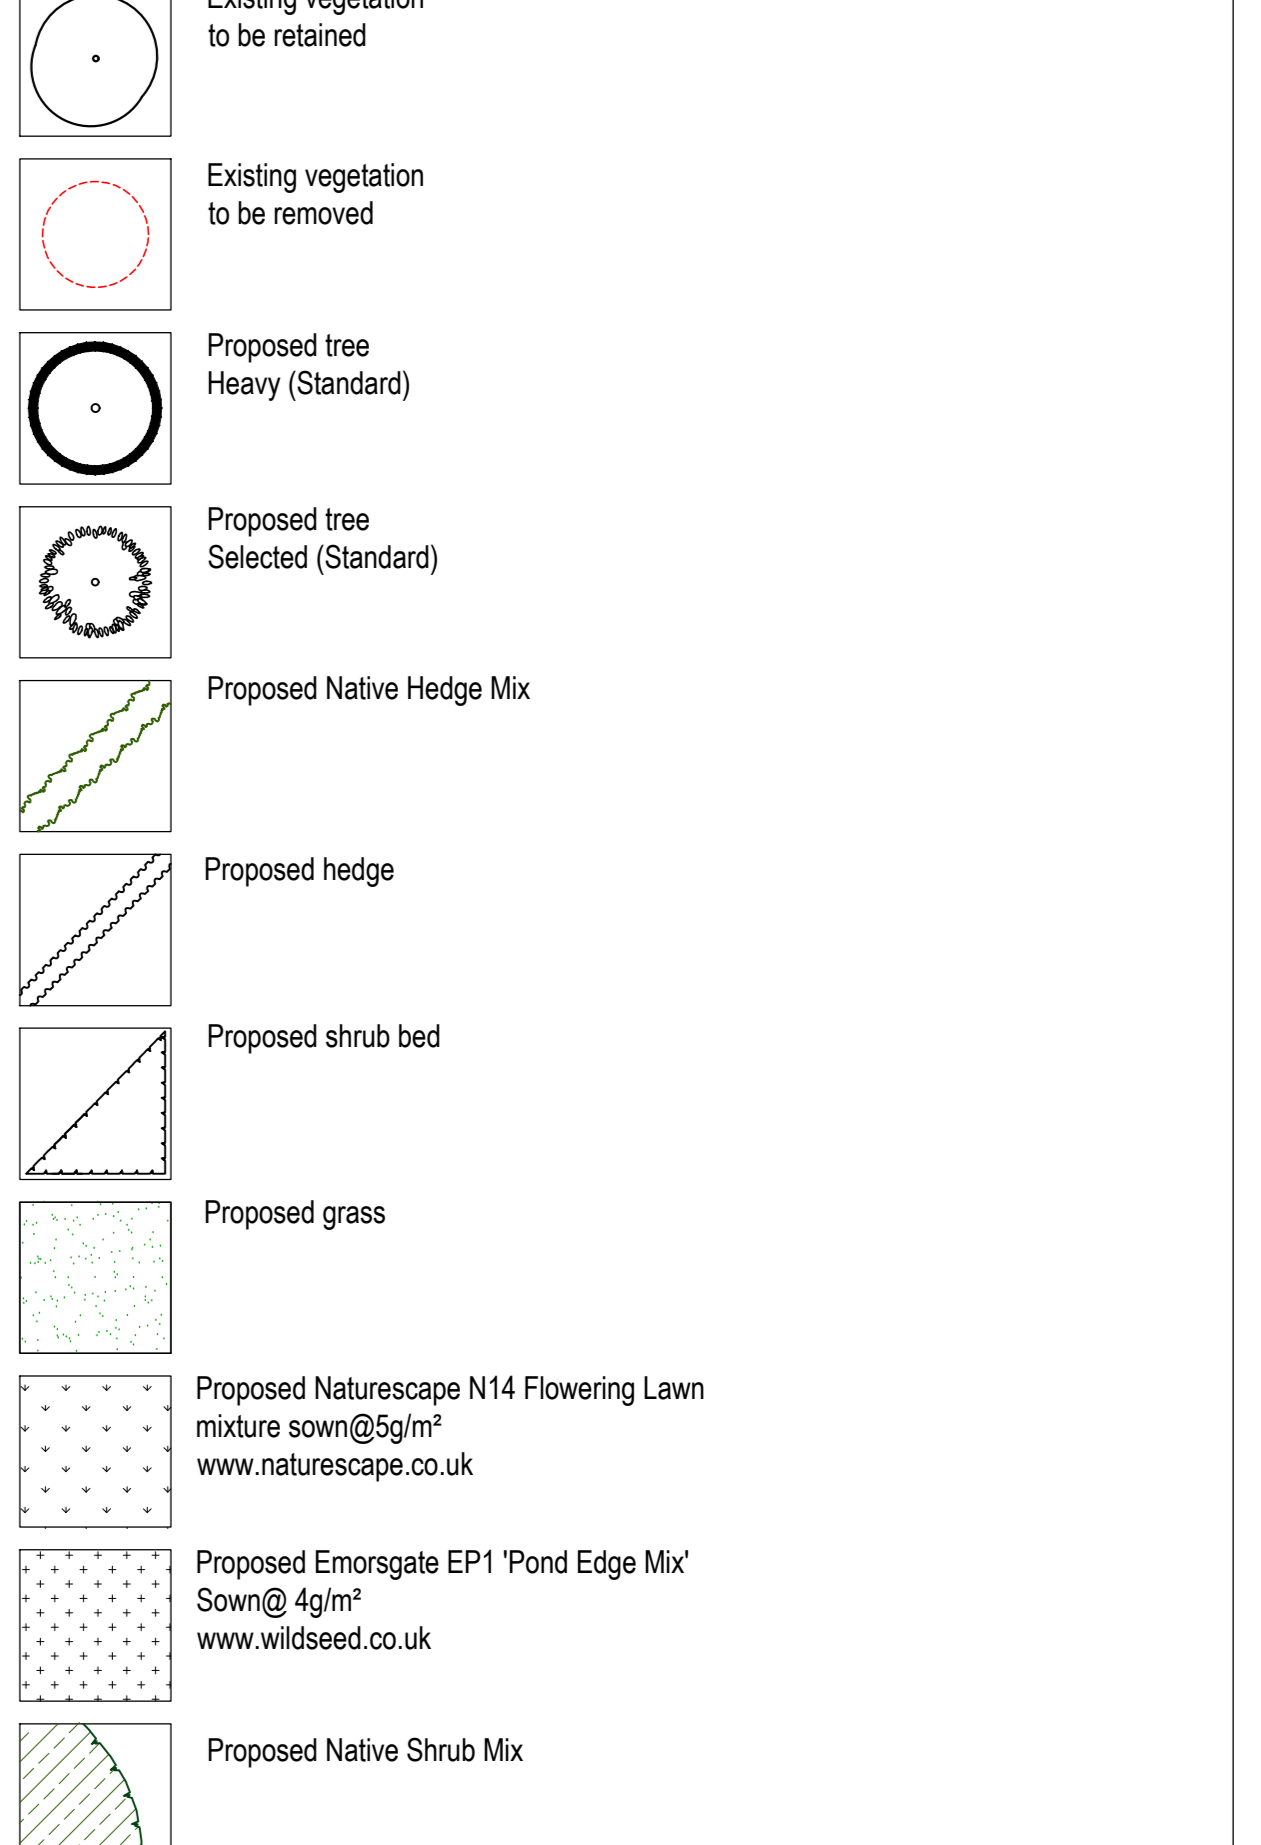 Existing vegetation
to be retained
Existing vegetation
to be removed
Proposed tree
Heavy (Standard)
Proposed tree
Selected (Standard)
Proposed Native Hedge Mix
Proposed hedge
Proposed shrub bed
Proposed grass
Proposed Naturescape N14 Flowering Lawn
mixture sown@5g/m²
www.naturescape.co.uk
Proposed Emorsgate EP1 'Pond Edge Mix'
Sown@ 4g/m²
www.wildseed.co.uk
Proposed Native Shrub Mix